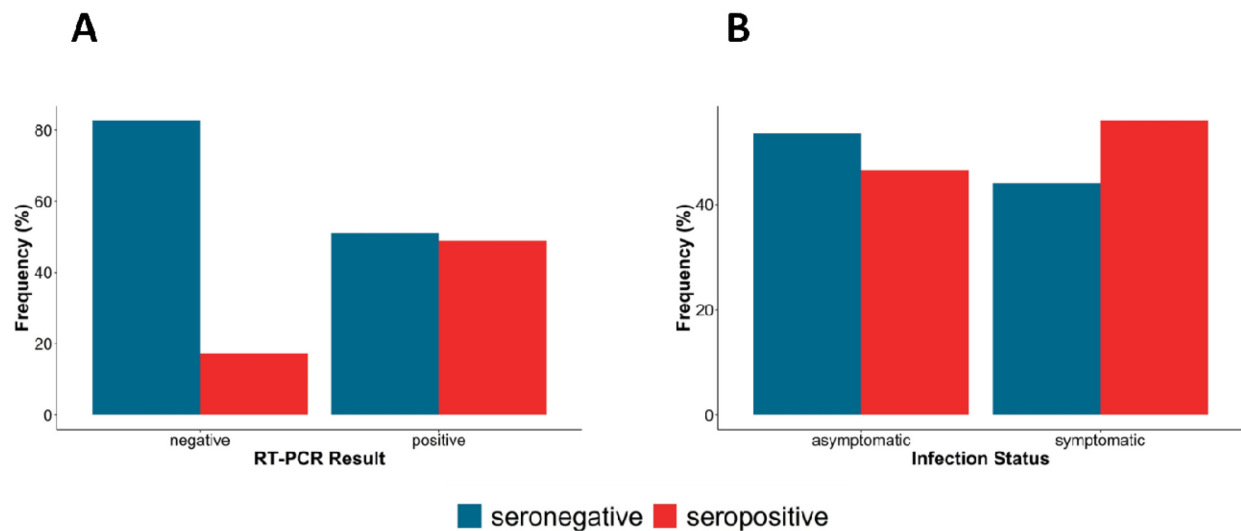 A
B
Frequency (%)
80
60
40
20
0
negative
positive
RT-PCR Result
Frequency (%)
40
20
0
asymptomatic
symptomatic
Infection Status
seronegative seropositive